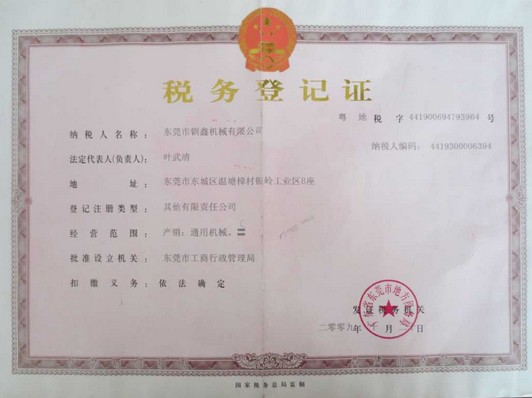 税务登记证
粤 地 税 字 441900694793964 号
纳税人编码： 4419300006394
纳 税 人 名 称 ： 东莞市钢鑫机械有限公司
法定代表人(负责人)： 叶武清
地 址 ： 东莞市东城区温塘樟村银岭工业区B座
登 记 注 册 类 型 ： 其他有限责任公司
经 营 范 围 ： 产销：通用机械。
批 准 设 立 机 关 ： 东莞市工商行政管理局
扣 缴 义 务 ： 依 法 确 定
发 证 税 务 机 关
二零零九 年 月 日
国家税务总局监制